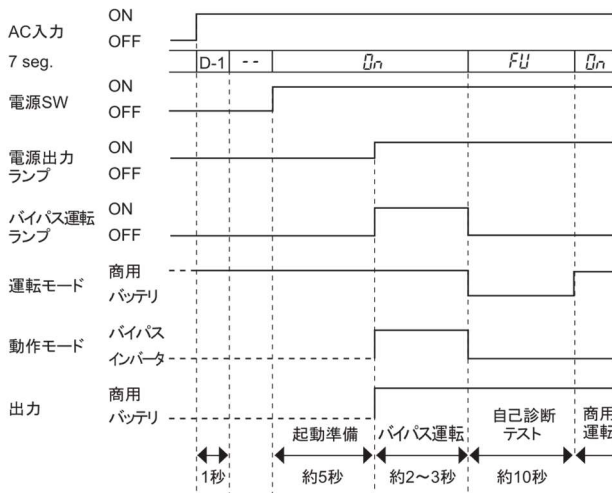 AC入力 ON
OFF
7 seg. D-1 -- On FU On
電源SW ON
OFF
電源出力
ランプ ON
OFF
バイパス運転
ランプ ON
OFF
運転モード 商用
バッテリ
動作モード バイパス
インバータ
出力 商用
バッテリ
起動準備 バイパス運転 自己診断
テスト 商用
運転
1秒 約5秒 約2～3秒 約10秒